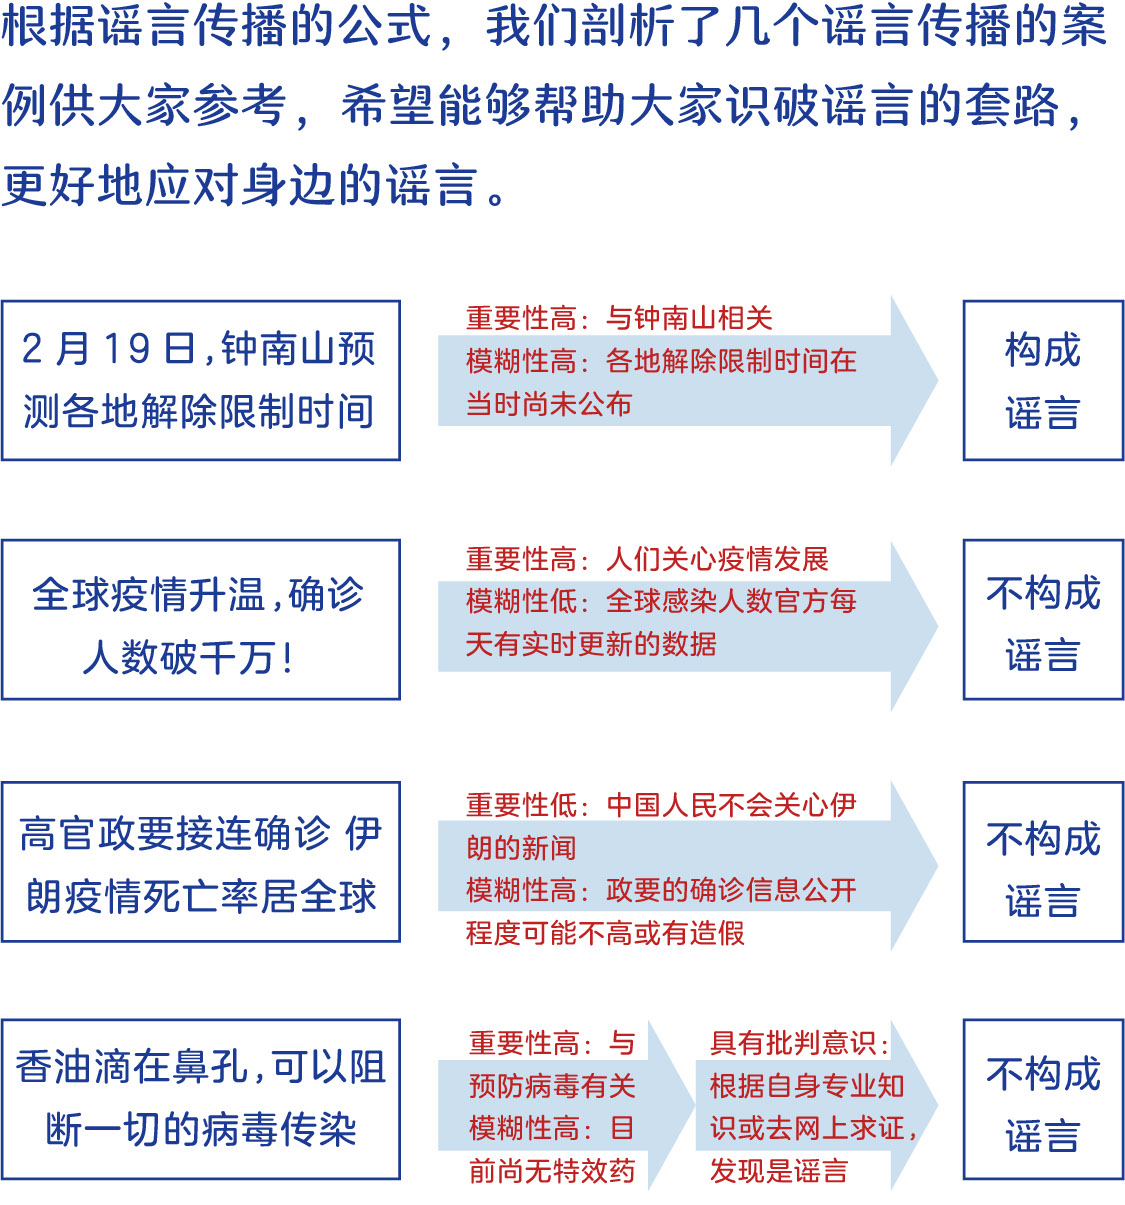 根据谣言传播的公式，我们剖析了几个谣言传播的案
例供大家参考，希望能够帮助大家识破谣言的套路，
更好地应对身边的谣言。
2月19日,钟南山预
测各地解除限制时间
重要性高：与钟南山相关
模糊性高：各地解除限制时间在
当时尚未公布
构成
谣言
全球疫情升温,确诊
人数破千万!
重要性高：人们关心疫情发展
模糊性低：全球感染人数官方每
天有实时更新的数据
不构成
谣言
高官政要接连确诊 伊
朗疫情死亡率居全球
重要性低：中国人民不会关心伊
朗的新闻
模糊性高：政要的确诊信息公开
程度可能不高或有造假
不构成
谣言
香油滴在鼻孔,可以阻
断一切的病毒传染
重要性高：与
预防病毒有关
模糊性高：目
前尚无特效药
具有批判意识：
根据自身专业知
识或去网上求证，
发现是谣言
不构成
谣言